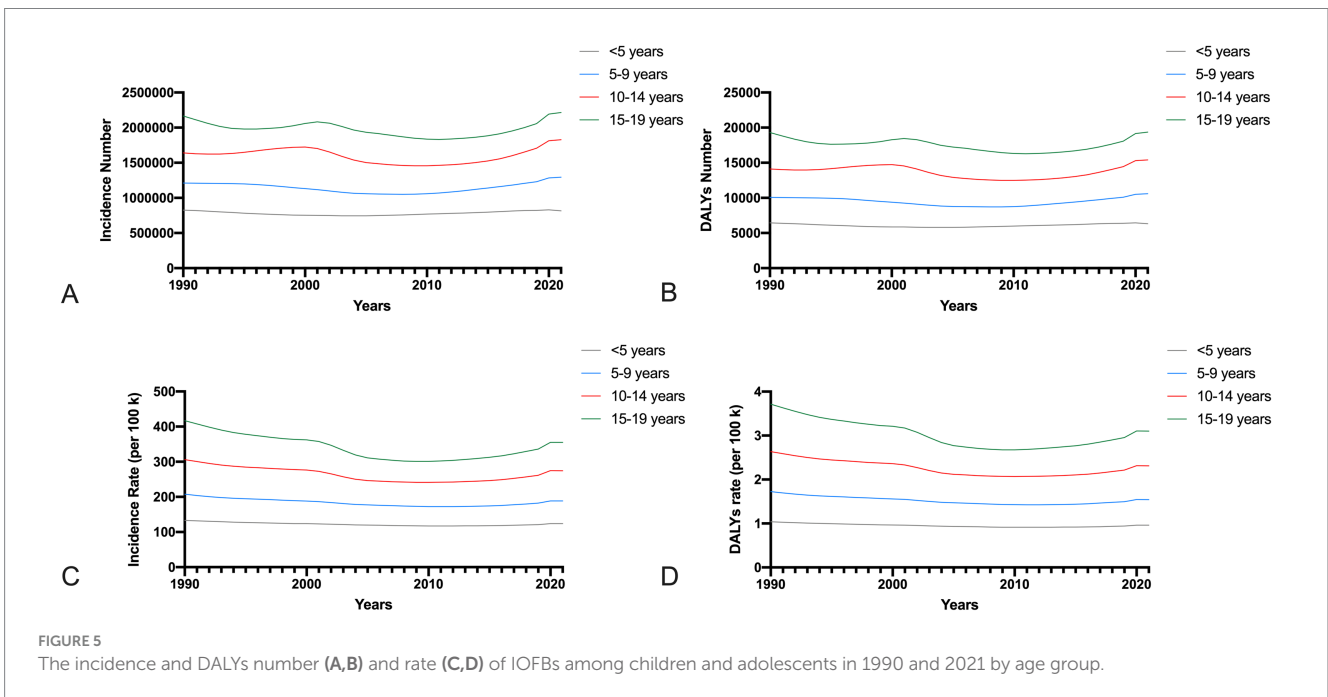 <5 years
5-9 years
10-14 years
15-19 years
2500000
2000000
1500000
1000000
500000
0
Incidence Number
1990
2000
2010
2020
Years
A
<5 years
5-9 years
10-14 years
15-19 years
25000
20000
15000
10000
5000
0
DALYs Number
1990
2000
2010
2020
Years
B
<5 years
5-9 years
10-14 years
15-19 years
500
400
300
200
100
0
Incidence Rate (per 100 k)
1990
2000
2010
2020
Years
C
<5 years
5-9 years
10-14 years
15-19 years
4
3
2
1
0
DALYs rate (per 100 k)
1990
2000
2010
2020
Years
D
FIGURE 5
The incidence and DALYs number (A,B) and rate (C,D) of IOFBs among children and adolescents in 1990 and 2021 by age group.